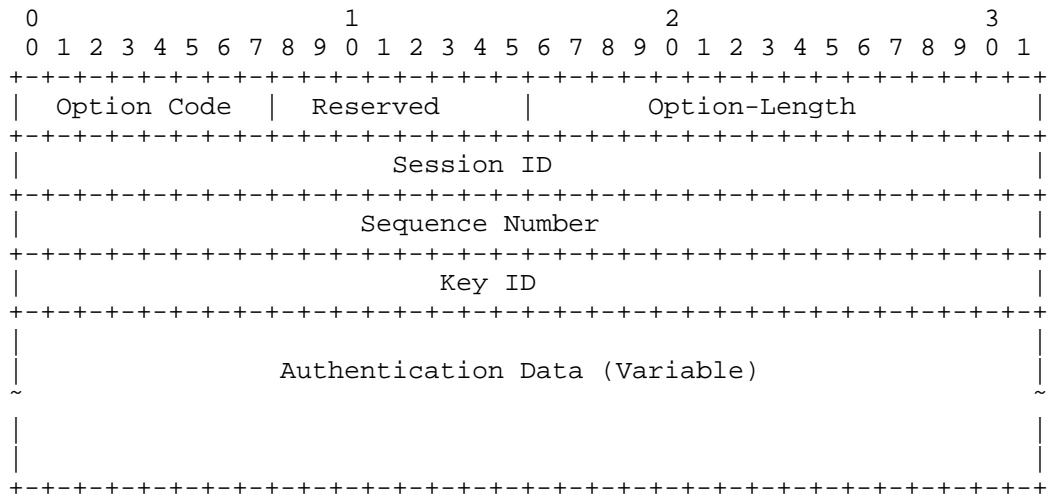 0                   1                   2                   3
 0 1 2 3 4 5 6 7 8 9 0 1 2 3 4 5 6 7 8 9 0 1 2 3 4 5 6 7 8 9 0 1
+-+-+-+-+-+-+-+-+-+-+-+-+-+-+-+-+-+-+-+-+-+-+-+-+-+-+-+-+-+-+-+-+
|  Option Code  |  Reserved     |       Option-Length           |
+-+-+-+-+-+-+-+-+-+-+-+-+-+-+-+-+-+-+-+-+-+-+-+-+-+-+-+-+-+-+-+-+
|                       Session ID                              |
+-+-+-+-+-+-+-+-+-+-+-+-+-+-+-+-+-+-+-+-+-+-+-+-+-+-+-+-+-+-+-+-+
|                     Sequence Number                           |
+-+-+-+-+-+-+-+-+-+-+-+-+-+-+-+-+-+-+-+-+-+-+-+-+-+-+-+-+-+-+-+-+
|                          Key ID                               |
+-+-+-+-+-+-+-+-+-+-+-+-+-+-+-+-+-+-+-+-+-+-+-+-+-+-+-+-+-+-+-+-+
|                                                               |
|                Authentication Data (Variable)                 |
~                                                               ~
|                                                               |
|                                                               |
+-+-+-+-+-+-+-+-+-+-+-+-+-+-+-+-+-+-+-+-+-+-+-+-+-+-+-+-+-+-+-+-+